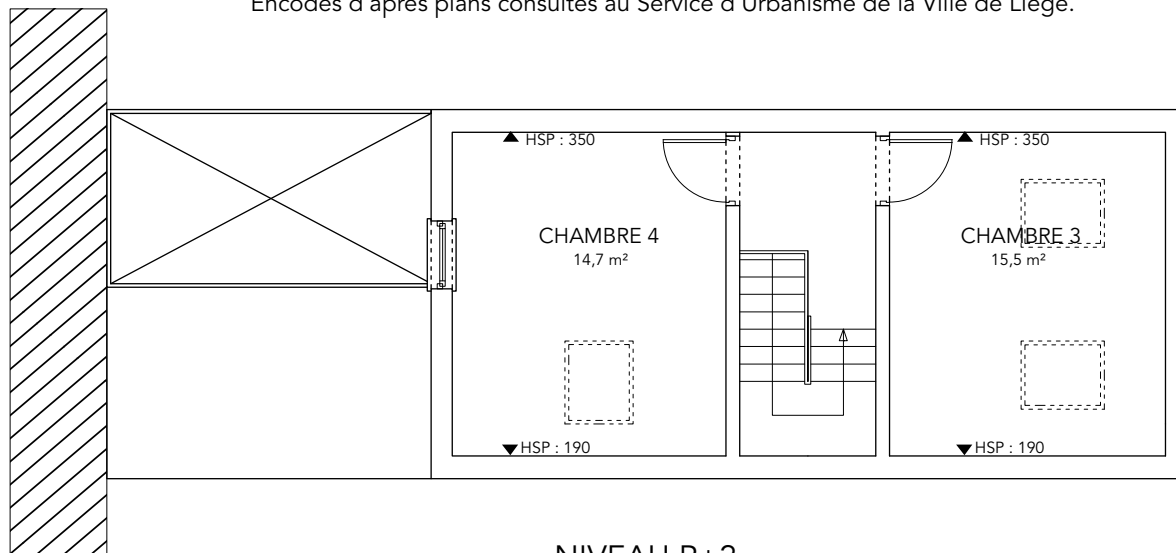 Encodés d'après plans consultés au Service d'Urbanisme de la Ville de Liège.
HSP : 350
HSP : 350
CHAMBRE 4
14,7 m²
CHAMBRE 3
15,5 m²
HSP : 190
HSP : 190